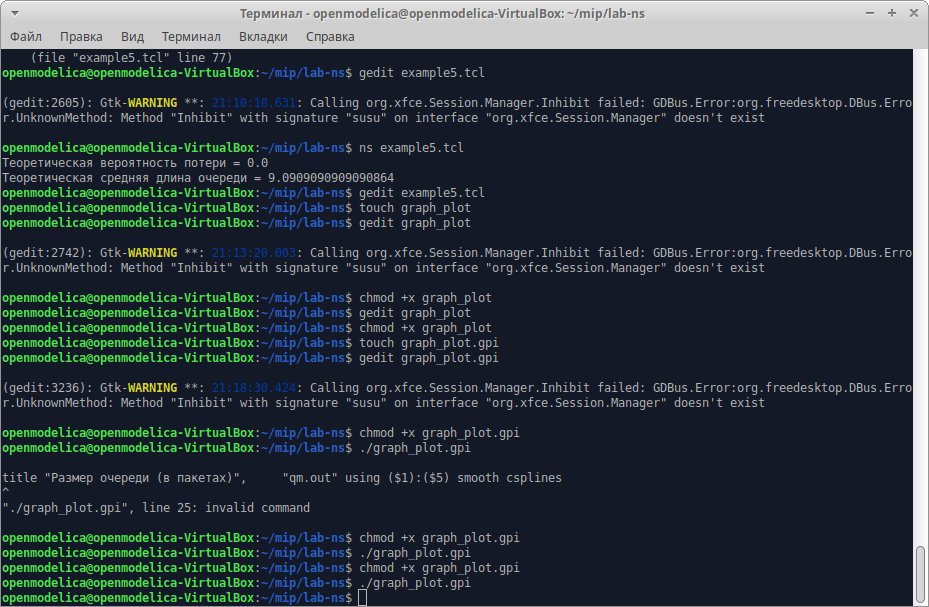 Терминал - openmodelica@openmodelica-VirtualBox: ~/mip/lab-ns
Файл Правка Вид Терминал Вкладки Справка
(file "example5.tcl" line 77)
openmodelica@openmodelica-VirtualBox:~/mip/lab-ns$ gedit example5.tcl
(gedit:2605): Gtk-WARNING **: 21:10:18.631: Calling org.xfce.Session.Manager.Inhibit failed: GDBus.Error:org.freedesktop.DBus.Erro
r.UnknownMethod: Method "Inhibit" with signature "susu" on interface "org.xfce.Session.Manager" doesn't exist
openmodelica@openmodelica-VirtualBox:~/mip/lab-ns$ ns example5.tcl
Теоретическая вероятность потери = 0.0
Теоретическая средняя длина очереди = 9.0909090909090864
openmodelica@openmodelica-VirtualBox:~/mip/lab-ns$ gedit example5.tcl
openmodelica@openmodelica-VirtualBox:~/mip/lab-ns$ touch graph_plot
openmodelica@openmodelica-VirtualBox:~/mip/lab-ns$ gedit graph_plot
(gedit:2742): Gtk-WARNING **: 21:13:20.003: Calling org.xfce.Session.Manager.Inhibit failed: GDBus.Error:org.freedesktop.DBus.Erro
r.UnknownMethod: Method "Inhibit" with signature "susu" on interface "org.xfce.Session.Manager" doesn't exist
openmodelica@openmodelica-VirtualBox:~/mip/lab-ns$ chmod +x graph_plot
openmodelica@openmodelica-VirtualBox:~/mip/lab-ns$ gedit graph_plot
openmodelica@openmodelica-VirtualBox:~/mip/lab-ns$ chmod +x graph_plot
openmodelica@openmodelica-VirtualBox:~/mip/lab-ns$ touch graph_plot.gpi
openmodelica@openmodelica-VirtualBox:~/mip/lab-ns$ gedit graph_plot.gpi
(gedit:3236): Gtk-WARNING **: 21:18:30.424: Calling org.xfce.Session.Manager.Inhibit failed: GDBus.Error:org.freedesktop.DBus.Erro
r.UnknownMethod: Method "Inhibit" with signature "susu" on interface "org.xfce.Session.Manager" doesn't exist
openmodelica@openmodelica-VirtualBox:~/mip/lab-ns$ chmod +x graph_plot.gpi
openmodelica@openmodelica-VirtualBox:~/mip/lab-ns$ ./graph_plot.gpi
title "Размер очереди (в пакетах)",     "qm.out" using ($1):($5) smooth csplines
^
"./graph_plot.gpi", line 25: invalid command
openmodelica@openmodelica-VirtualBox:~/mip/lab-ns$ chmod +x graph_plot.gpi
openmodelica@openmodelica-VirtualBox:~/mip/lab-ns$ ./graph_plot.gpi
openmodelica@openmodelica-VirtualBox:~/mip/lab-ns$ chmod +x graph_plot.gpi
openmodelica@openmodelica-VirtualBox:~/mip/lab-ns$ ./graph_plot.gpi
openmodelica@openmodelica-VirtualBox:~/mip/lab-ns$